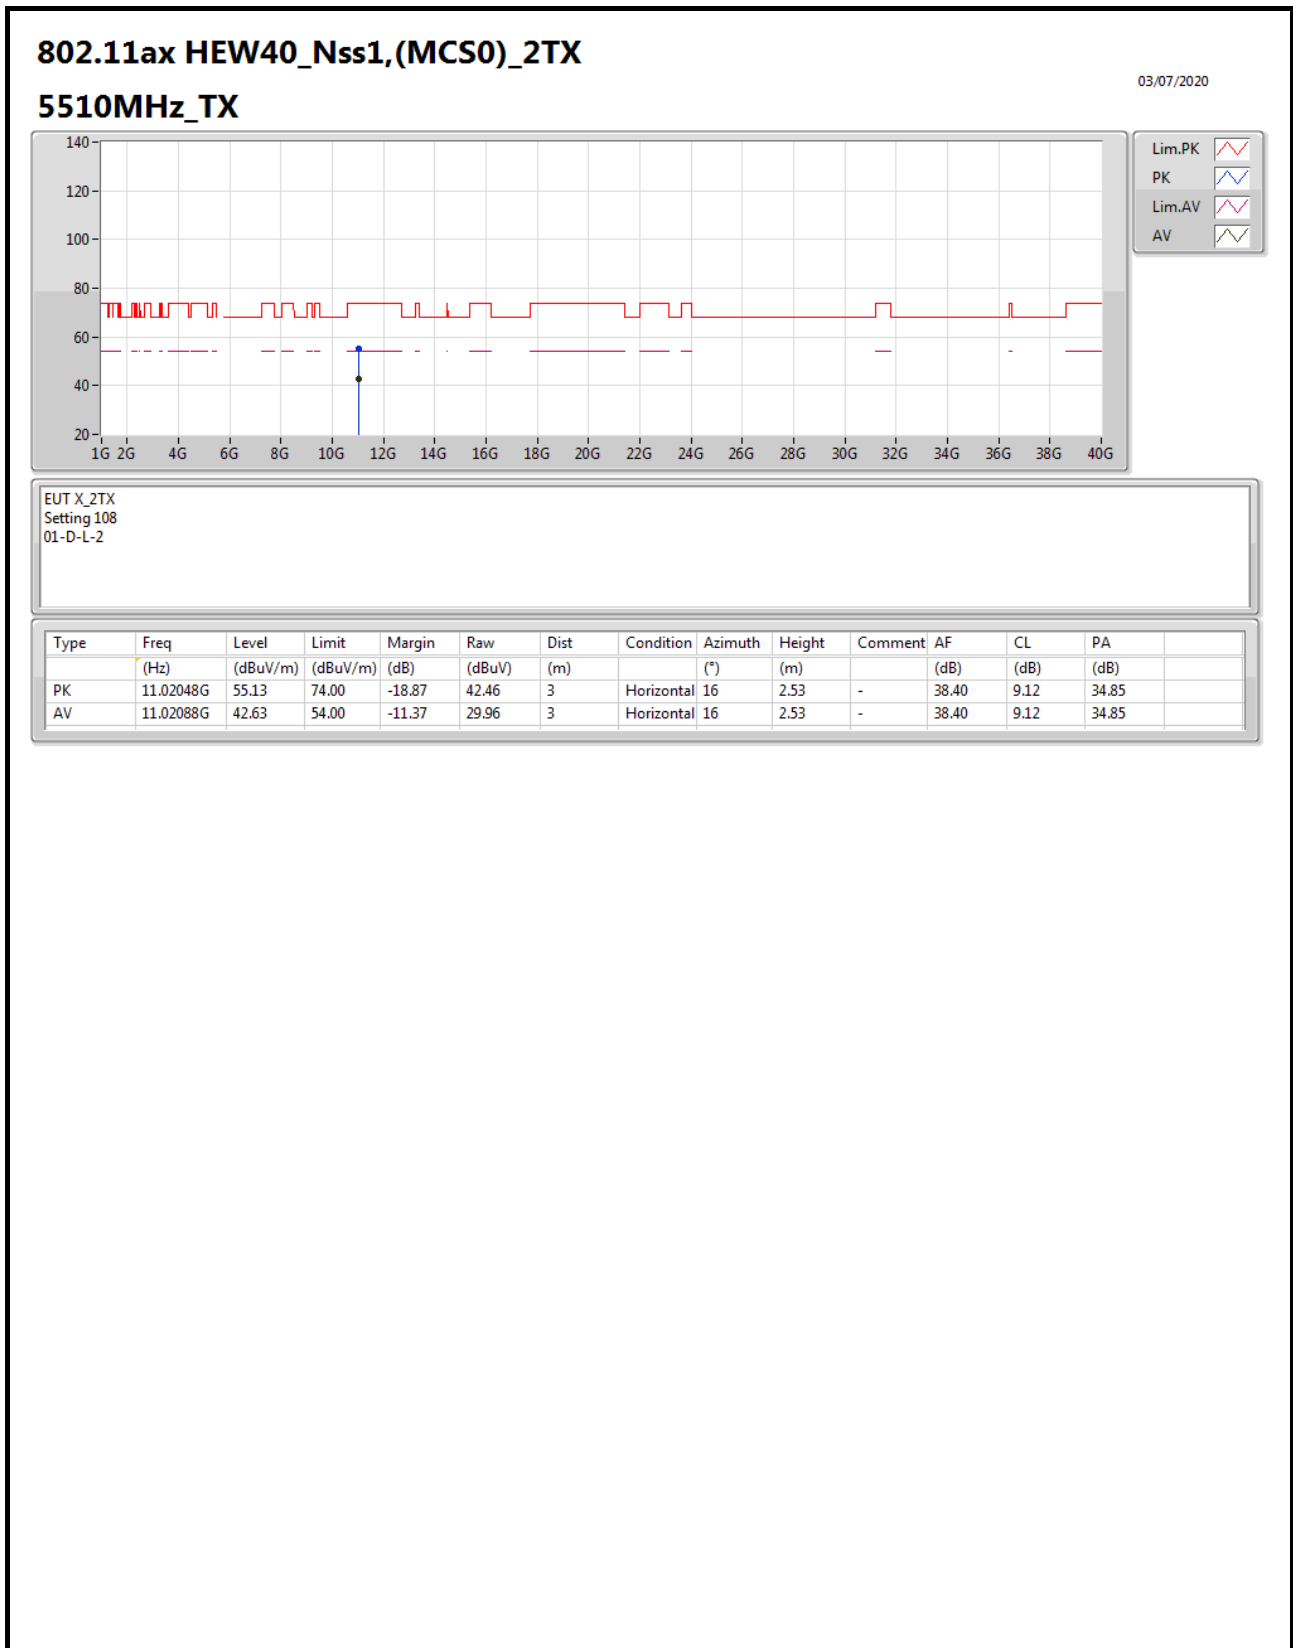 802.11ax HEW40_Nss1,(MCS0)_2TX
03/07/2020
5510MHz_TX
140
120
100
80
60
40
20
1G 2G 4G 6G 8G 10G 12G 14G 16G 18G 20G 22G 24G 26G 28G 30G 32G 34G 36G 38G 40G
Lim.PK
PK
Lim.AV
AV
EUT X_2TX
Setting 108
01-D-L-2
Type Freq Level Limit Margin Raw Dist Condition Azimuth Height Comment AF CL PA
(Hz) (dBuV/m) (dBuV/m) (dB) (dBuV) (m) (°) (m) (dB) (dB) (dB)
PK 11.02048G 55.13 74.00 -18.87 42.46 3 Horizontal 16 2.53 - 38.40 9.12 34.85
AV 11.02088G 42.63 54.00 -11.37 29.96 3 Horizontal 16 2.53 - 38.40 9.12 34.85